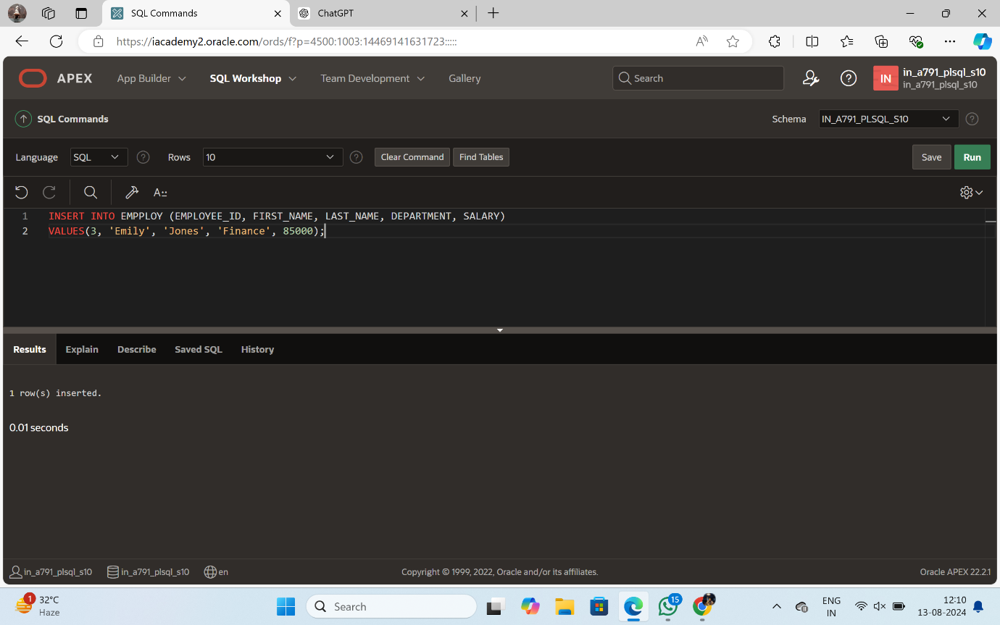 SQL Commands
ChatGPT
https://iacademy2.oracle.com/ords/f?p=4500:1003:14469141631723:::::
APEX App Builder SQL Workshop Team Development Gallery Search IN in_a791_plsql_s10
in_a791_plsql_s10
SQL Commands Schema IN_A791_PLSQL_S10
Language SQL Rows 10 Clear Command Find Tables Save Run
1 INSERT INTO EMPPLOY (EMPLOYEE_ID, FIRST_NAME, LAST_NAME, DEPARTMENT, SALARY)
2 VALUES(3, 'Emily', 'Jones', 'Finance', 85000);
Results Explain Describe Saved SQL History
1 row(s) inserted.
0.01 seconds
in_a791_plsql_s10 in_a791_plsql_s10 en Copyright © 1999, 2022, Oracle and/or its affiliates. Oracle APEX 22.2.1
1 32°C
Haze
Search
15
ENG
IN
12:10
13-08-2024